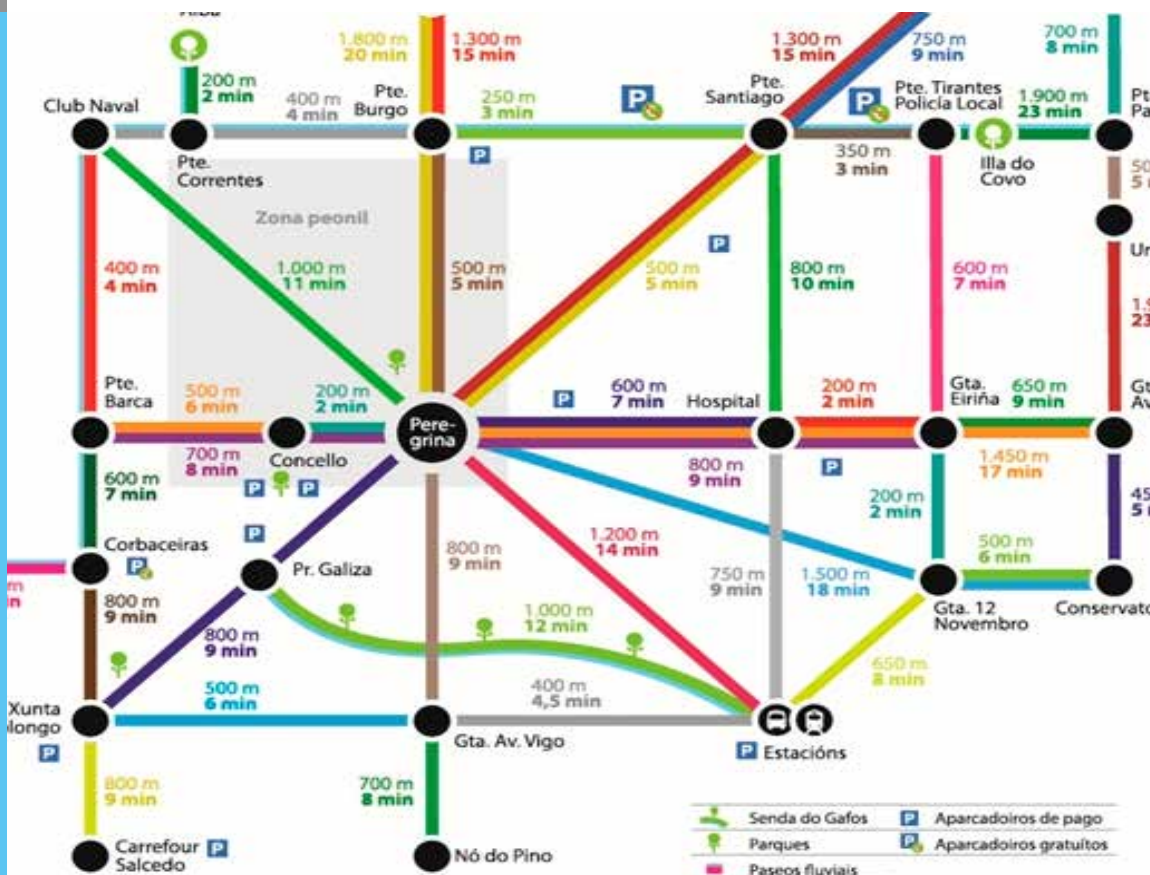 Alba
1.800 m
20 min
1.300 m
15 min
1.300 m
15 min
750 m
9 min
700 m
8 min
200 m
2 min
Club Naval
400 m
4 min
Pte.
Burgo
250 m
3 min
P
Pte.
Santiago
P
Pte. Tirantes
Policía Local
1.900 m
23 min
Pte.
Correntes
P
350 m
3 min
Illa do
Covo
Zona peonil
P
400 m
4 min
1.000 m
11 min
500 m
5 min
500 m
5 min
800 m
10 min
600 m
7 min
Pte.
Barca
500 m
6 min
200 m
2 min
Pere-
grina
P
600 m
7 min
Hospital
200 m
2 min
Gta.
Eiriña
650 m
9 min
700 m
8 min
Concello
P
P
800 m
9 min
P
1.450 m
17 min
600 m
7 min
P
200 m
2 min
Corbaceiras
P
Pr. Galiza
800 m
9 min
1.200 m
14 min
750 m
9 min
1.500 m
18 min
500 m
6 min
Gta. 12
Novembro
800 m
9 min
800 m
9 min
1.000 m
12 min
650 m
8 min
Xunta
500 m
6 min
400 m
4,5 min
P
Gta. Av. Vigo
P
Estacións
800 m
9 min
700 m
8 min
Carrefour
Salcedo
P
Nó do Pino
Senda do Gafos
P
Aparcadoiros de pago
Parques
P
Aparcadoiros gratuítos
Paseos fluviais